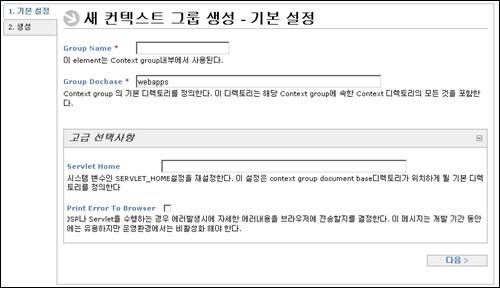 1. 기본 설정
2. 생성
새 컨텍스트 그룹 생성 - 기본 설정
Group Name *
이 element는 Context group내부에서 사용된다.
Group Docbase * webapps
Context group 의 기본 디렉토리를 정의한다. 이 디렉토리는 해당 Context group에 속한 Context 디렉토리의 모든 것을 포함한
다.
고급 선택사항
Servlet Home
시스템 변수인 SERVLET_HOME설정을 재설정한다. 이 설정은 context group document base디렉토리가 위치하게 될 기본 디렉토리
를 정의한다
Print Error To Browser
JSP나 Servlet을 수행하는 경우 에러발생시에 자세한 에러내용을 브라우저에 전송할지를 결정한다. 이 메시지는 개발 기간 동안
에는 유용하지만 운영환경에서는 비활성화 해야 한다.
다음 >